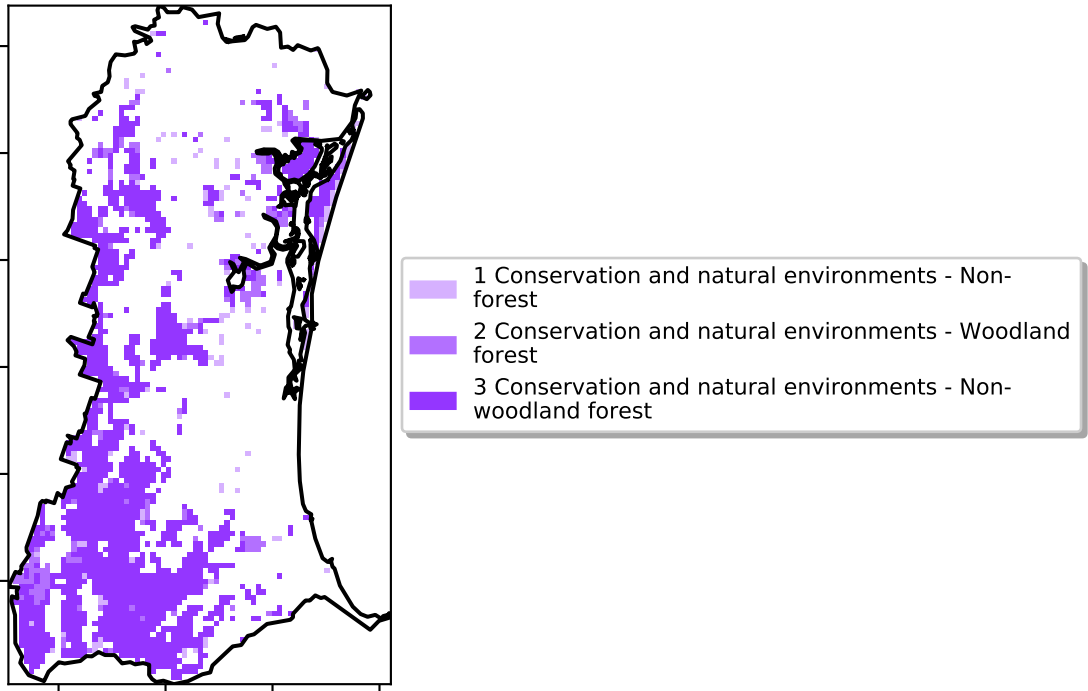 1 Conservation and natural environments - Non-
forest
2 Conservation and natural environments - Woodland
forest
3 Conservation and natural environments - Non-
woodland forest